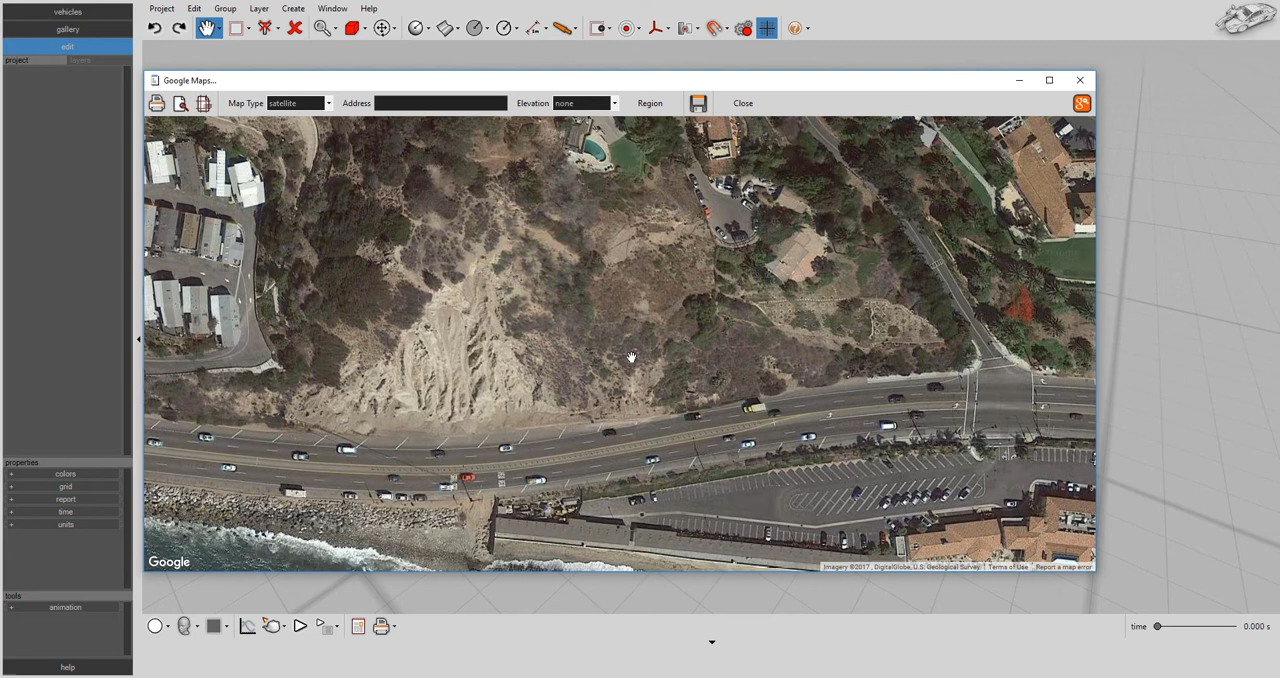 vehicles
gallery
edit
project layers
Project Edit Group Layer Create Window Help
Google Maps...
Map Type satellite Address Elevation none Region Close
Google
Imagery ©2017 , DigitalGlobe, U.S. Geological Survey Terms of Use Report a map error
properties
+ colors
+ grid
+ report
+ time
+ units
tools
+ animation
help
time 0.000 s